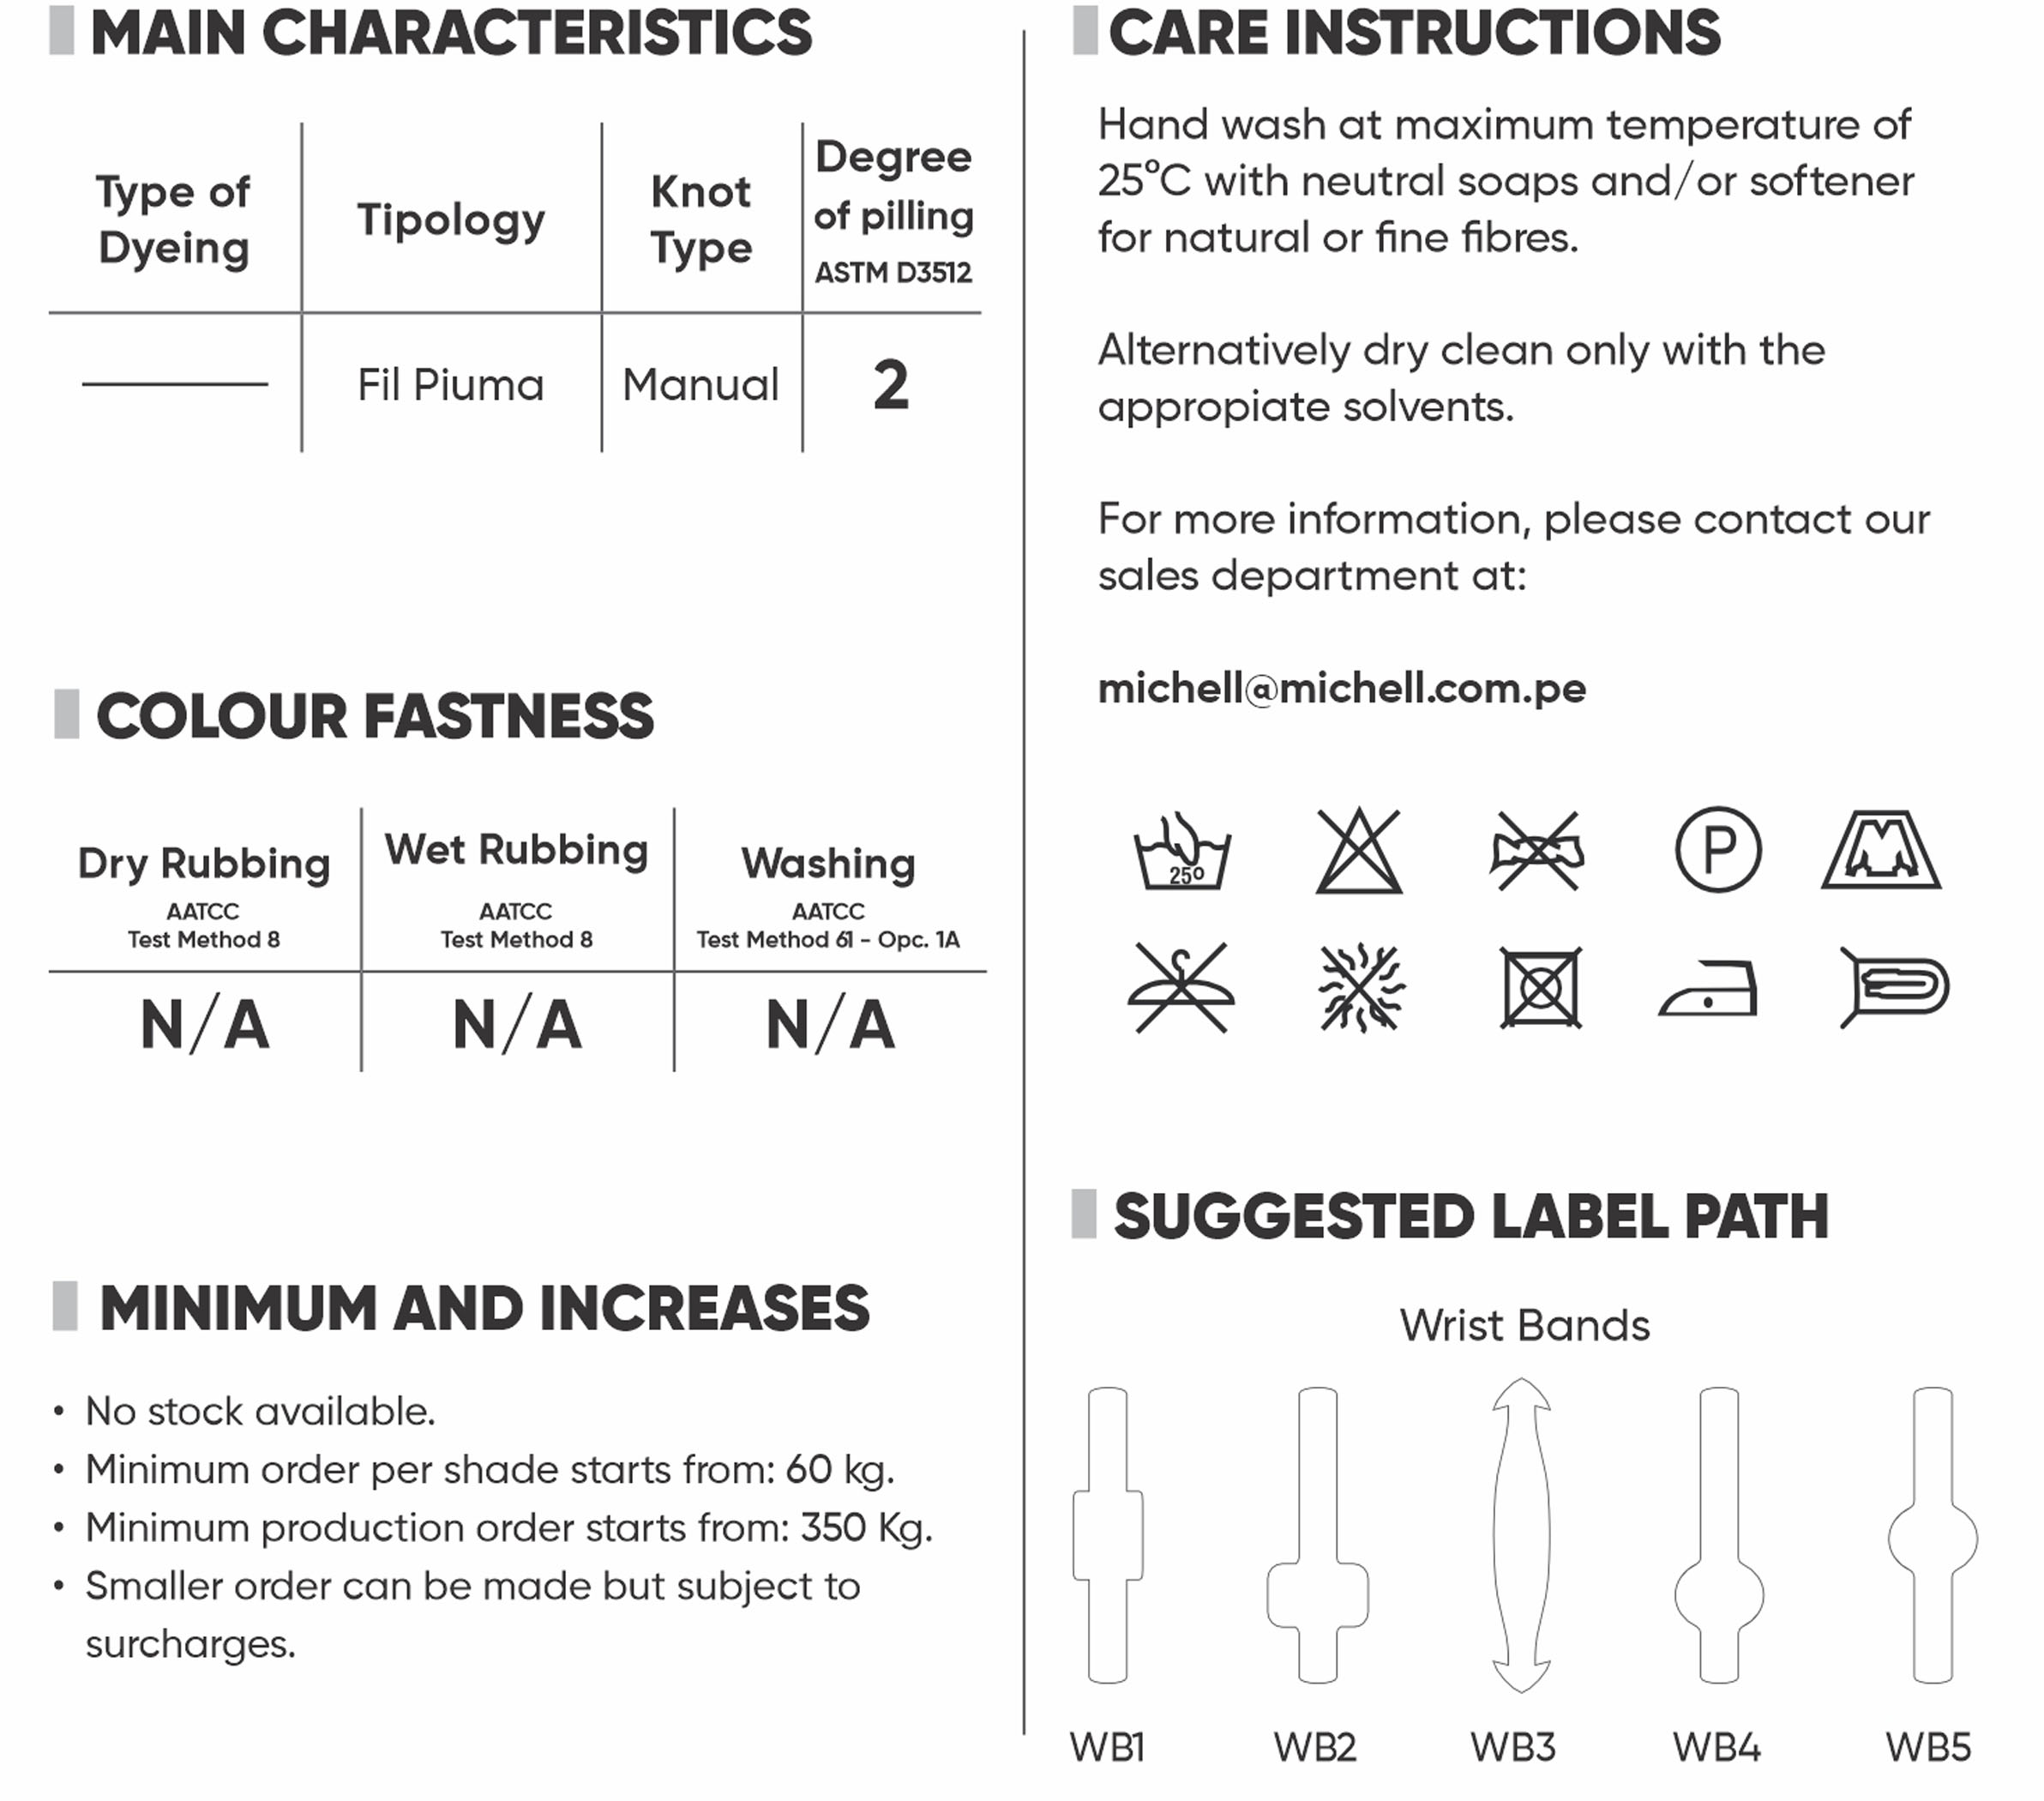 MAIN CHARACTERISTICS
Type of
Dyeing
Tipology
Knot
Type
Degree
of pilling
ASTM D3512
Fil Piuma
Manual
2
COLOUR FASTNESS
Dry Rubbing
AATCC
Test Method 8
Wet Rubbing
AATCC
Test Method 8
Washing
AATCC
Test Method 61 - Opc. 1A
N/A
N/A
N/A
MINIMUM AND INCREASES
• No stock available.
• Minimum order per shade starts from: 60 kg.
• Minimum production order starts from: 350 Kg.
• Smaller order can be made but subject to
surcharges.
CARE INSTRUCTIONS
Hand wash at maximum temperature of
25°C with neutral soaps and/or softener
for natural or fine fibres.
Alternatively dry clean only with the
appropiate solvents.
For more information, please contact our
sales department at:
michell@michell.com.pe
25º
P
SUGGESTED LABEL PATH
Wrist Bands
WB1
WB2
WB3
WB4
WB5